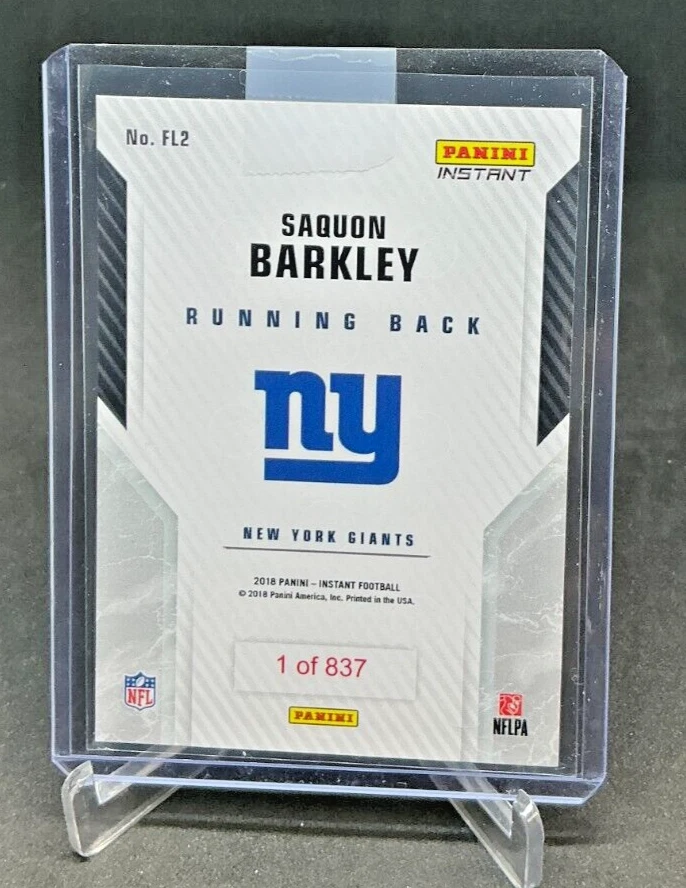 No. FL2
PANINI
INSTANT
SAQUON
BARKLEY
RUNNING BACK
ny
NEW YORK GIANTS
2018 PANINI – INSTANT FOOTBALL
© 2018 Panini America, Inc. Printed in the USA.
1 of 837
NFL
PANINI
NFLPA